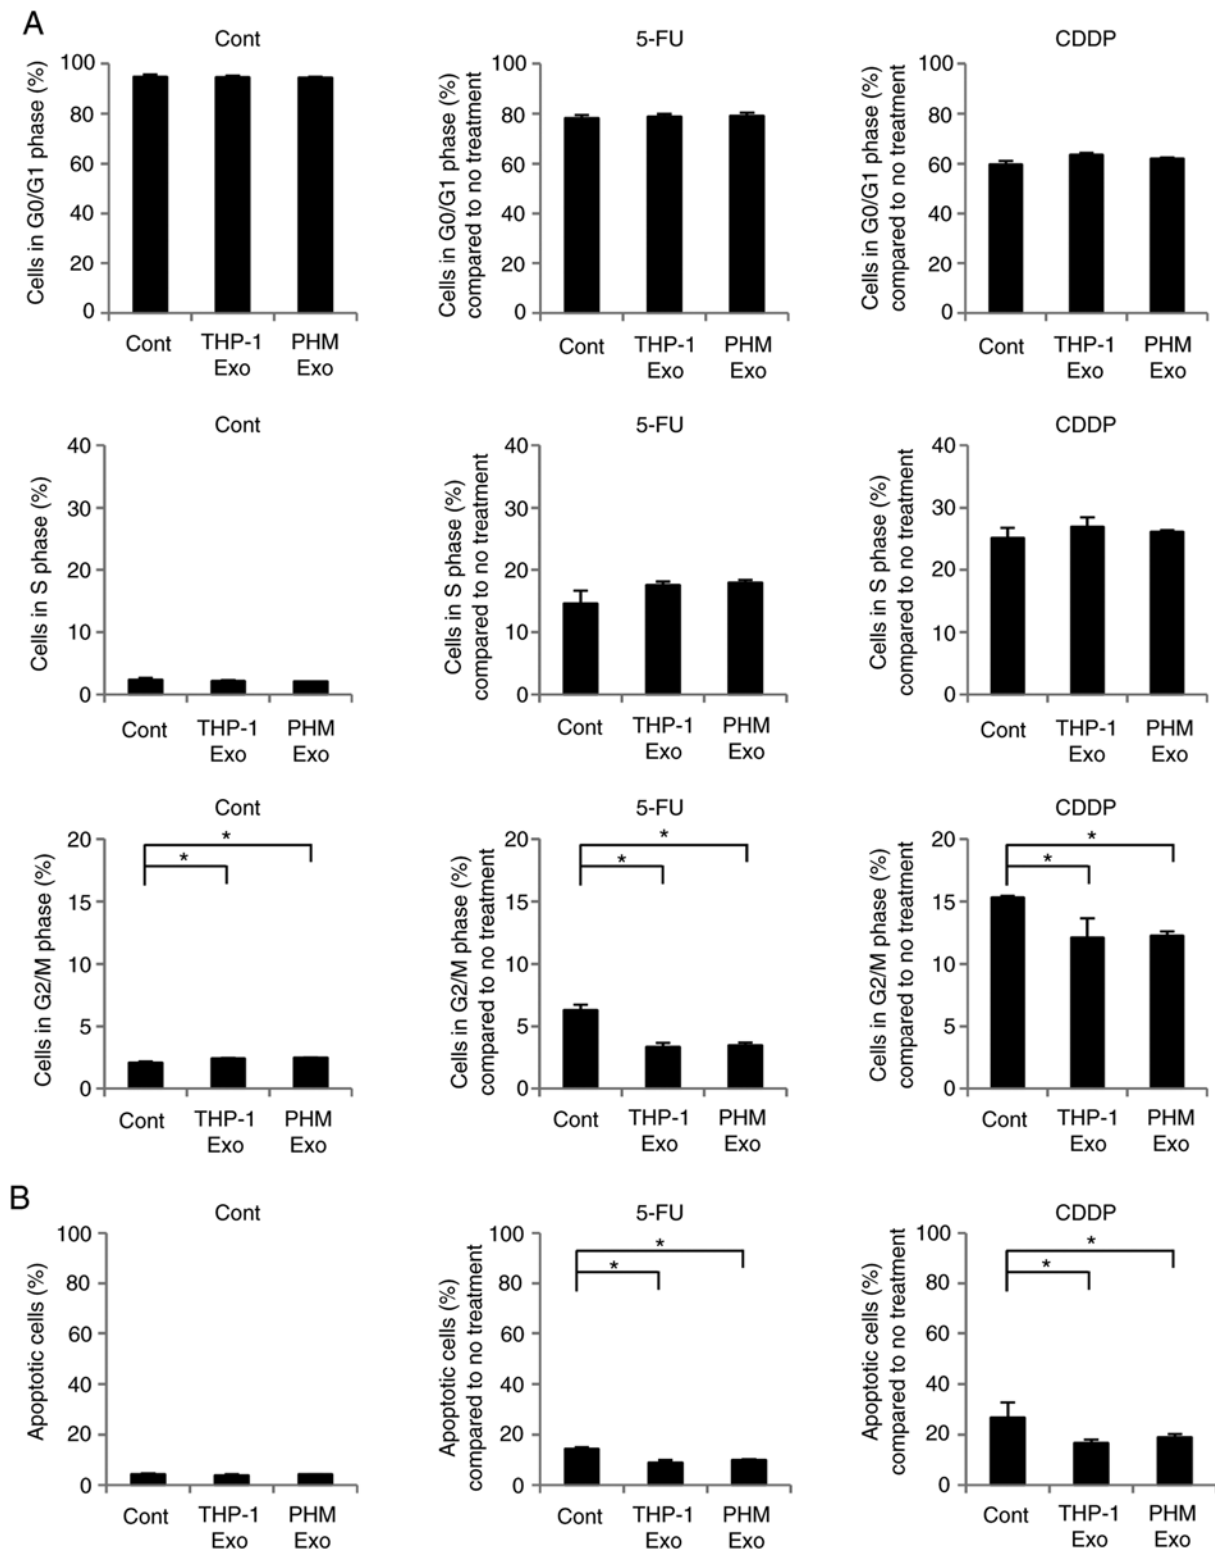 A
Cont
5-FU
CDDP
Cells in G0/G1 phase (%)
100
80
60
40
20
0
Cont
THP-1
Exo
PHM
Exo
Cells in G0/G1 phase (%)
compared to no treatment
100
80
60
40
20
0
Cont
THP-1
Exo
PHM
Exo
Cells in G0/G1 phase (%)
compared to no treatment
100
80
60
40
20
0
Cont
THP-1
Exo
PHM
Exo
Cont
5-FU
CDDP
Cells in S phase (%)
40
30
20
10
0
Cont
THP-1
Exo
PHM
Exo
Cells in S phase (%)
compared to no treatment
40
30
20
10
0
Cont
THP-1
Exo
PHM
Exo
Cells in S phase (%)
compared to no treatment
40
30
20
10
0
Cont
THP-1
Exo
PHM
Exo
Cont
5-FU
CDDP
Cells in G2/M phase (%)
20
15
10
5
0
*
*
Cont
THP-1
Exo
PHM
Exo
Cells in G2/M phase (%)
compared to no treatment
20
15
10
5
0
*
*
Cont
THP-1
Exo
PHM
Exo
Cells in G2/M phase (%)
compared to no treatment
20
15
10
5
0
*
*
Cont
THP-1
Exo
PHM
Exo
B
Cont
5-FU
CDDP
Apoptotic cells (%)
100
80
60
40
20
0
Cont
THP-1
Exo
PHM
Exo
Apoptotic cells (%)
compared to no treatment
100
80
60
40
20
0
*
*
Cont
THP-1
Exo
PHM
Exo
Apoptotic cells (%)
compared to no treatment
100
80
60
40
20
0
*
*
Cont
THP-1
Exo
PHM
Exo